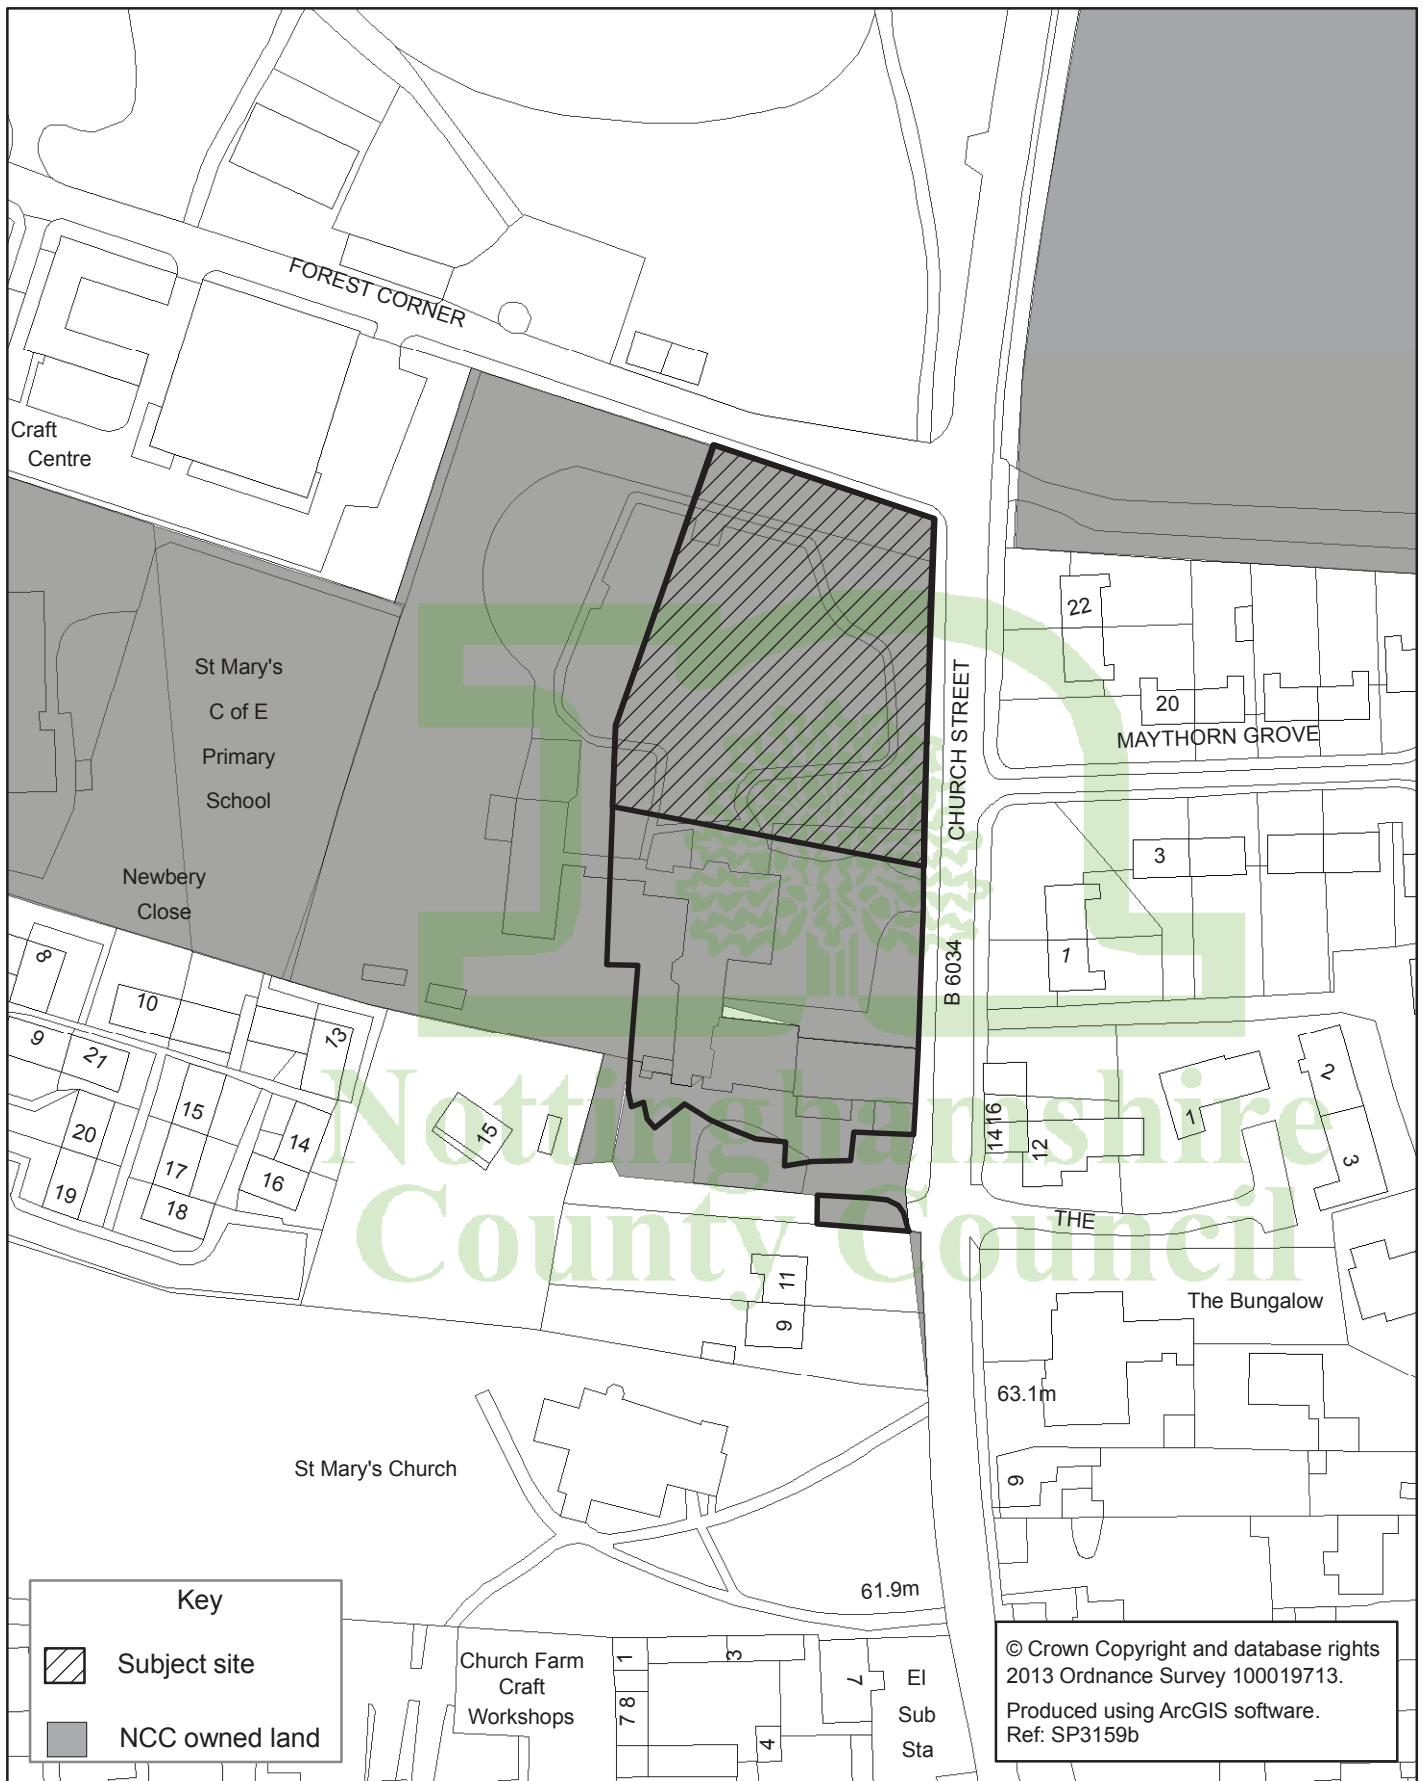 FOREST CORNER
Craft
Centre
St Mary's
C of E
Primary
School
Newbery
Close
CHURCH STREET
B 6034
22
20
MAYTHORN GROVE
3
1
8
10
13
9
21
15
20
17
14
16
19
18
15
14 16
12
1
2
3
THE
The Bungalow
Nottinghamshire
County Council
11
9
63.1m
9
St Mary's Church
61.9m
Church Farm
Craft
Workshops
1
3
7 8
7
4
El
Sub
Sta
Key
Subject site
NCC owned land
© Crown Copyright and database rights
2013 Ordnance Survey 100019713.
Produced using ArcGIS software.
Ref: SP3159b